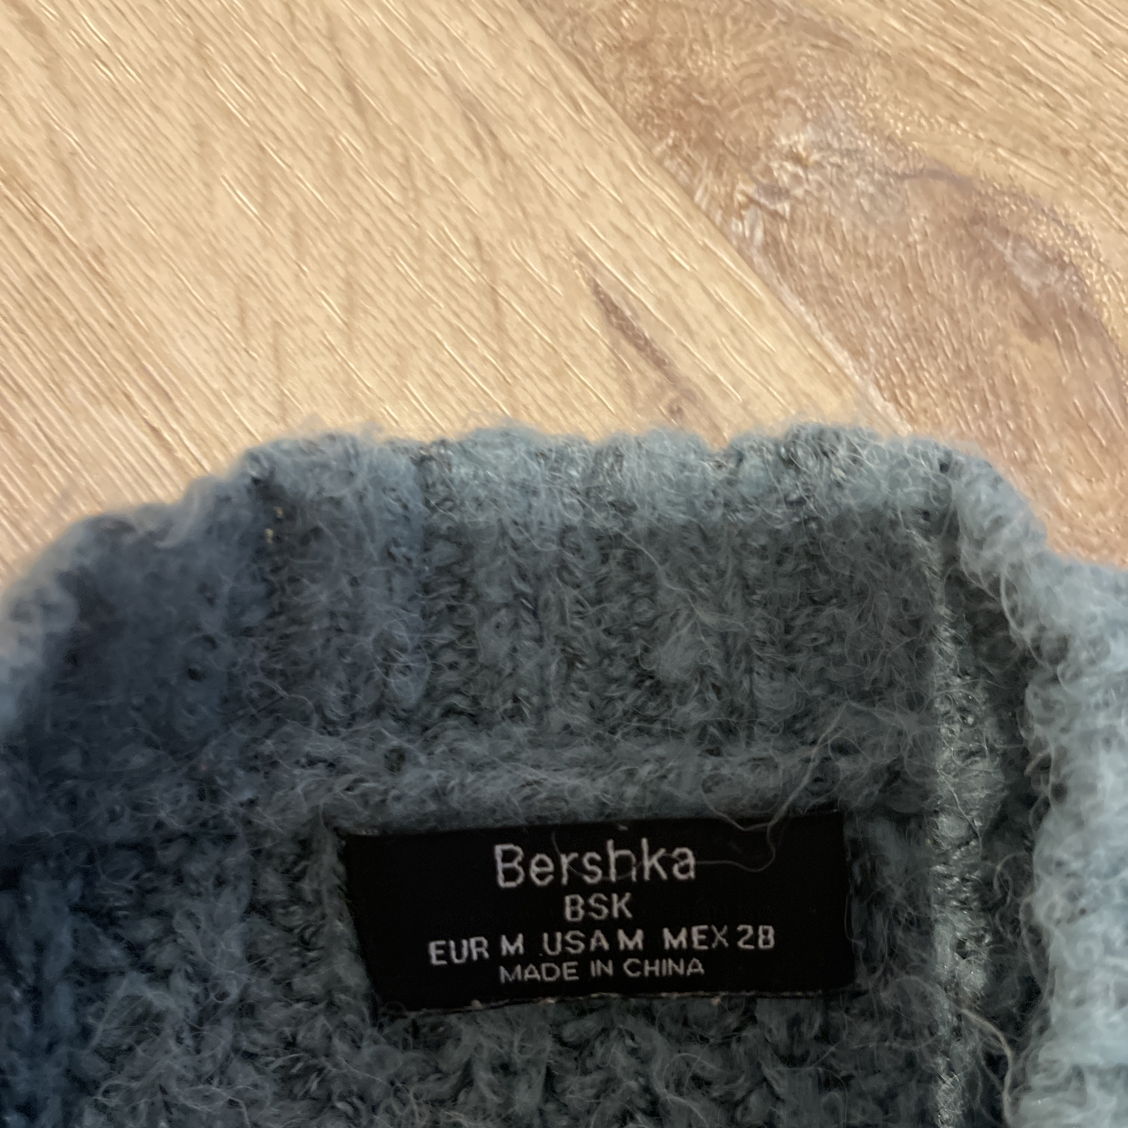 Bershka
BSK
EUR M USA M MEX 28
MADE IN CHINA